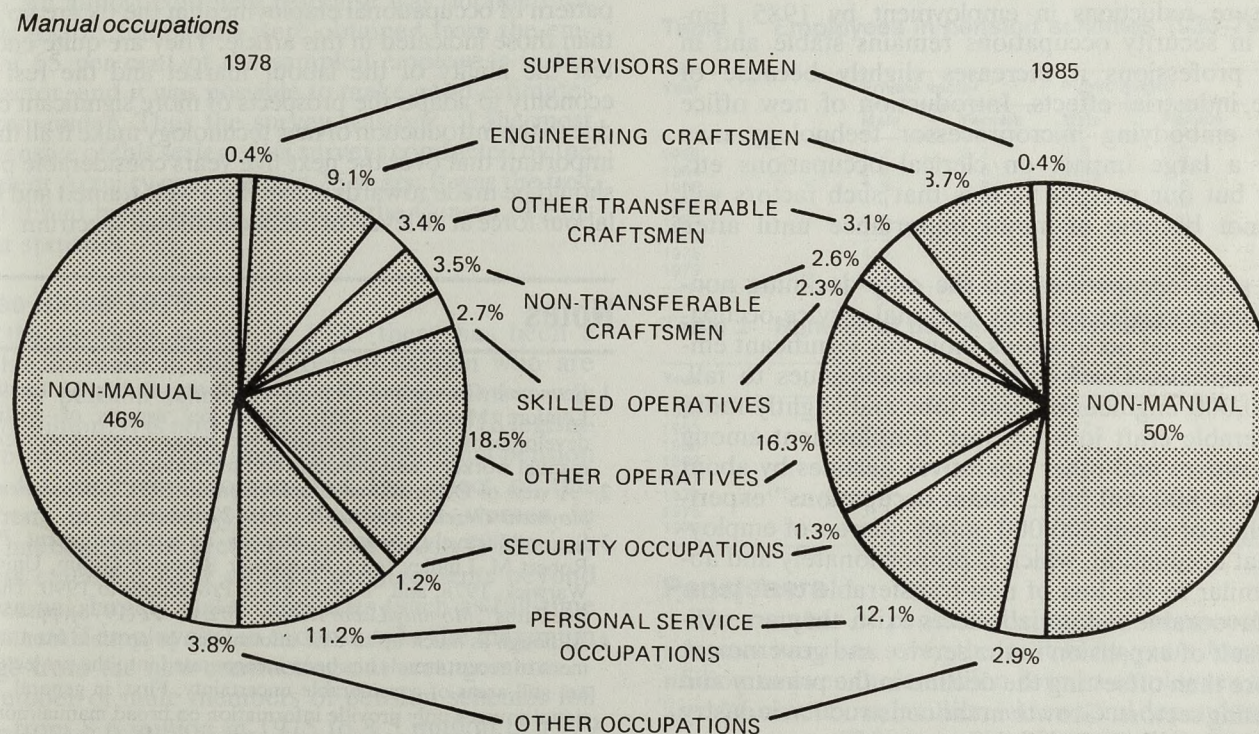 Manual occupations
1978
SUPERVISORS FOREMEN
1985
ENGINEERING CRAFTSMEN
0.4%
9.1%
3.7%
0.4%
OTHER TRANSFERABLE
CRAFTSMEN
3.4%
3.1%
3.5%
2.6%
NON-TRANSFERABLE
CRAFTSMEN
2.7%
2.3%
NON-MANUAL
46%
SKILLED OPERATIVES
NON-MANUAL
50%
18.5%
16.3%
OTHER OPERATIVES
SECURITY OCCUPATIONS
1.3%
1.2%
PERSONAL SERVICE
OCCUPATIONS
12.1%
11.2%
3.8%
2.9%
OTHER OCCUPATIONS